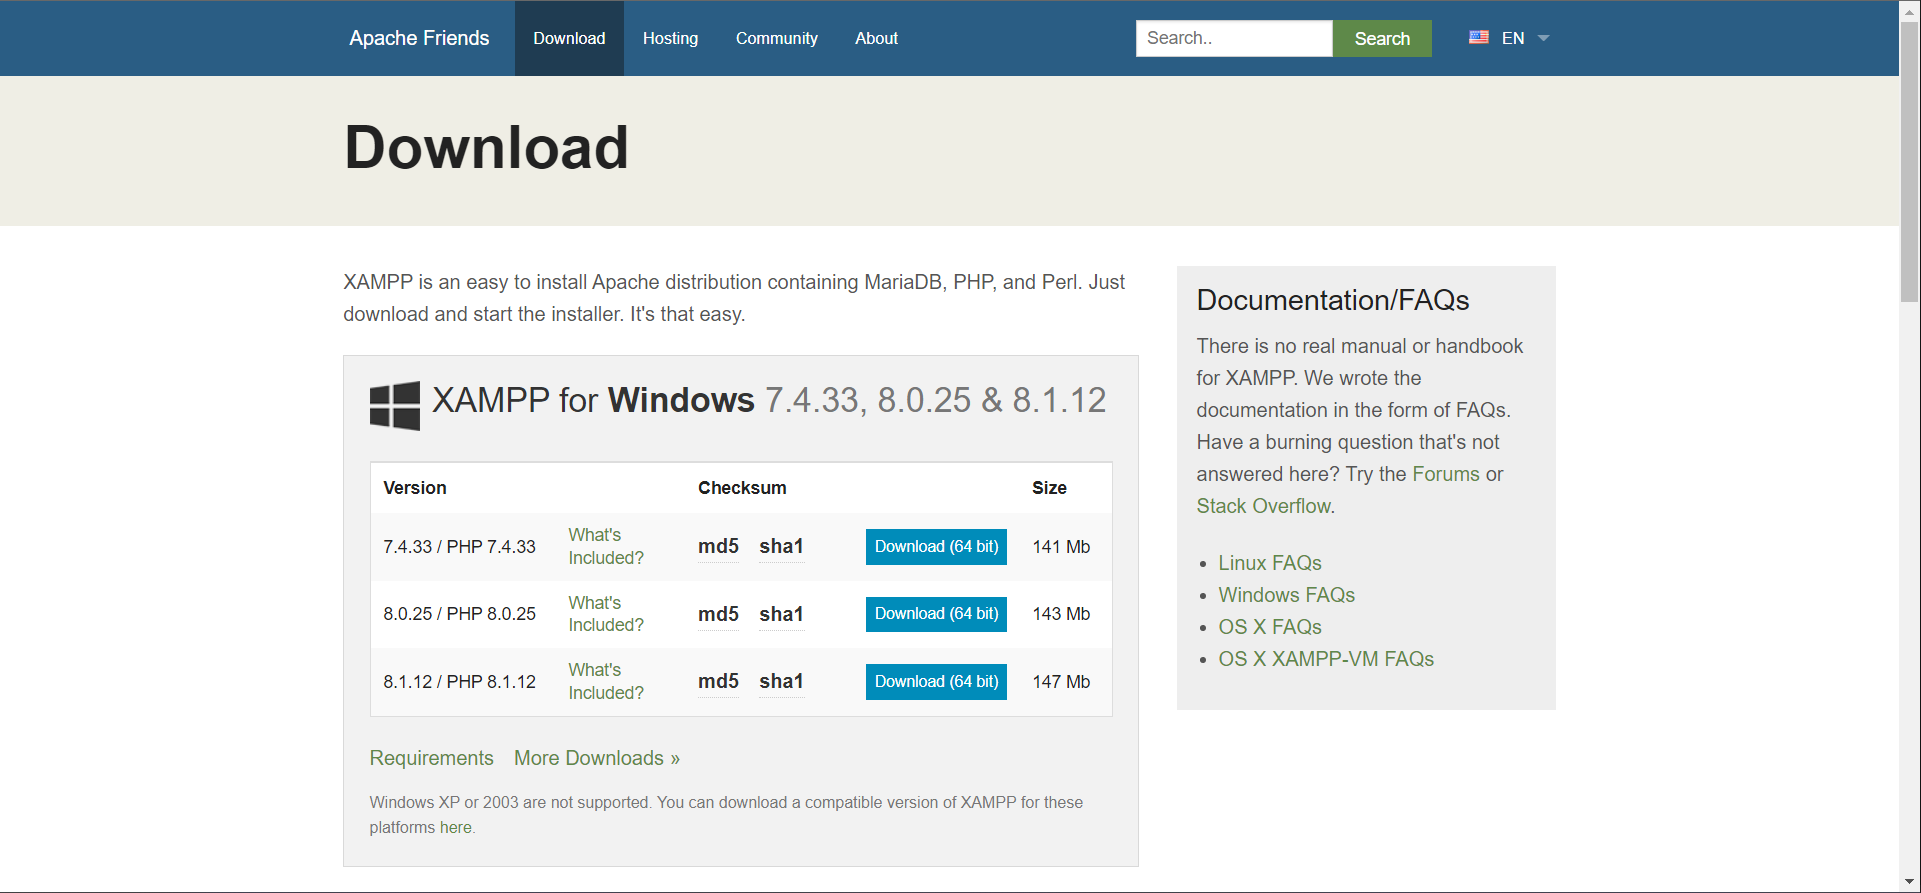 Apache Friends
Download
Hosting
Community
About
Search..
Search
EN
Download
XAMPP is an easy to install Apache distribution containing MariaDB, PHP, and Perl. Just
download and start the installer. It's that easy.
XAMPP for Windows 7.4.33, 8.0.25 & 8.1.12
Version Checksum Size
7.4.33 / PHP 7.4.33 What's Included? md5 sha1 Download (64 bit) 141 Mb
8.0.25 / PHP 8.0.25 What's Included? md5 sha1 Download (64 bit) 143 Mb
8.1.12 / PHP 8.1.12 What's Included? md5 sha1 Download (64 bit) 147 Mb
Requirements More Downloads »
Windows XP or 2003 are not supported. You can download a compatible version of XAMPP for these
platforms here.
Documentation/FAQs
There is no real manual or handbook
for XAMPP. We wrote the
documentation in the form of FAQs.
Have a burning question that's not
answered here? Try the Forums or
Stack Overflow.
• Linux FAQs
• Windows FAQs
• OS X FAQs
• OS X XAMPP-VM FAQs